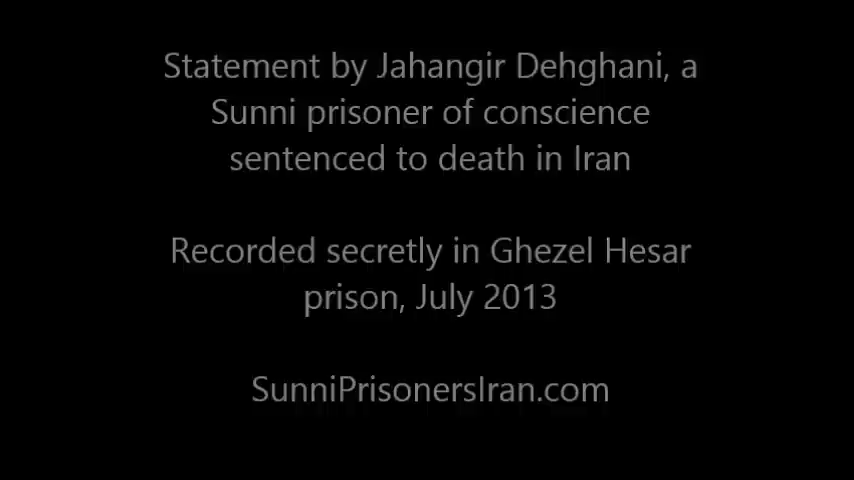 Statement by Jahangir Dehghani, a
Sunni prisoner of conscience
sentenced to death in Iran
Recorded secretly in Ghezel Hesar
prison, July 2013
SunniPrisonersIran.com